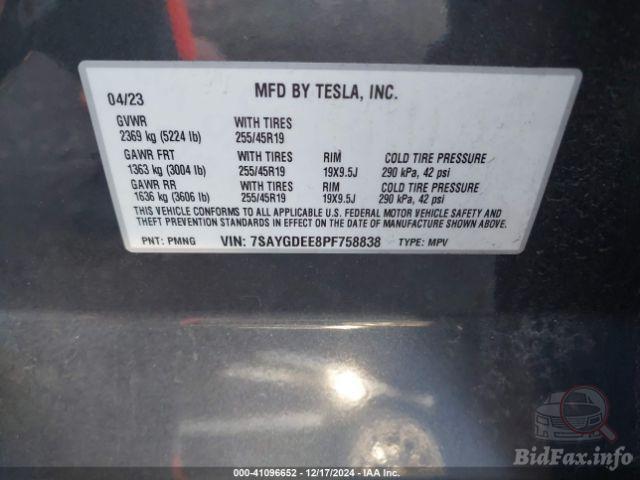 04/23 MFD BY TESLA, INC.
GVWR WITH TIRES
2369 kg (5224 lb) 255/45R19
GAWR FRT WITH TIRES RIM COLD TIRE PRESSURE
1363 kg (3004 lb) 255/45R19 19X9.5J 290 kPa, 42 psi
GAWR RR WITH TIRES RIM COLD TIRE PRESSURE
1636 kg (3606 lb) 255/45R19 19X9.5J 290 kPa, 42 psi
THIS VEHICLE CONFORMS TO ALL APPLICABLE U.S. FEDERAL MOTOR VEHICLE SAFETY AND
THEFT PREVENTION STANDARDS IN EFFECT ON THE DATE OF MANUFACTURE SHOWN ABOVE.
PNT: PMNG VIN: 7SAYGDEE8PF758838 TYPE: MPV
BidFax.info
000-41096652 - 12/17/2024 - IAA Inc.